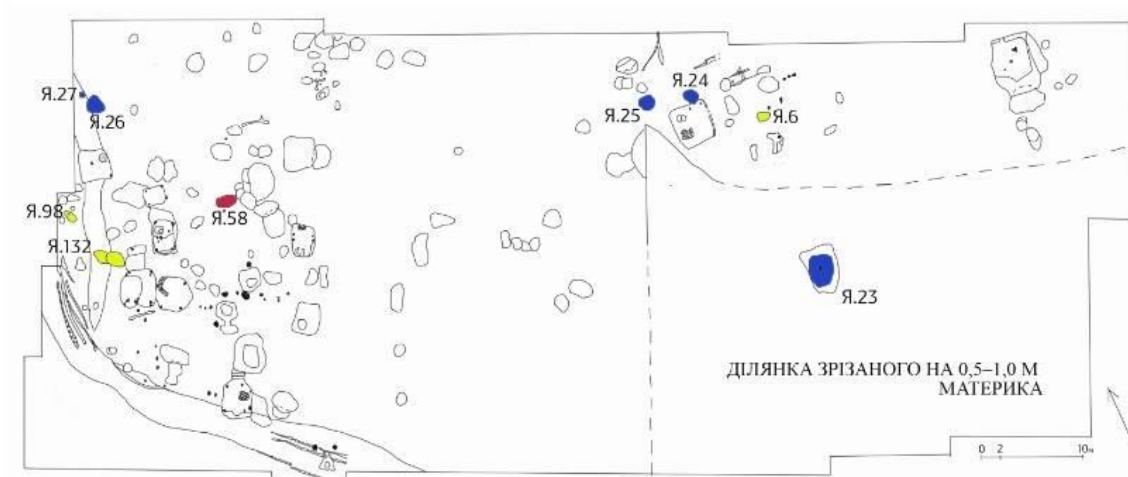 Я.24
Я.25
Я.27
Я.26
Я.6
Я.98
Я.58
Я.132
Я.23
ДІЛЯНКА ЗРІЗАНОГО НА 0,5–1,0 М
МАТЕРИКА
0 2 10м